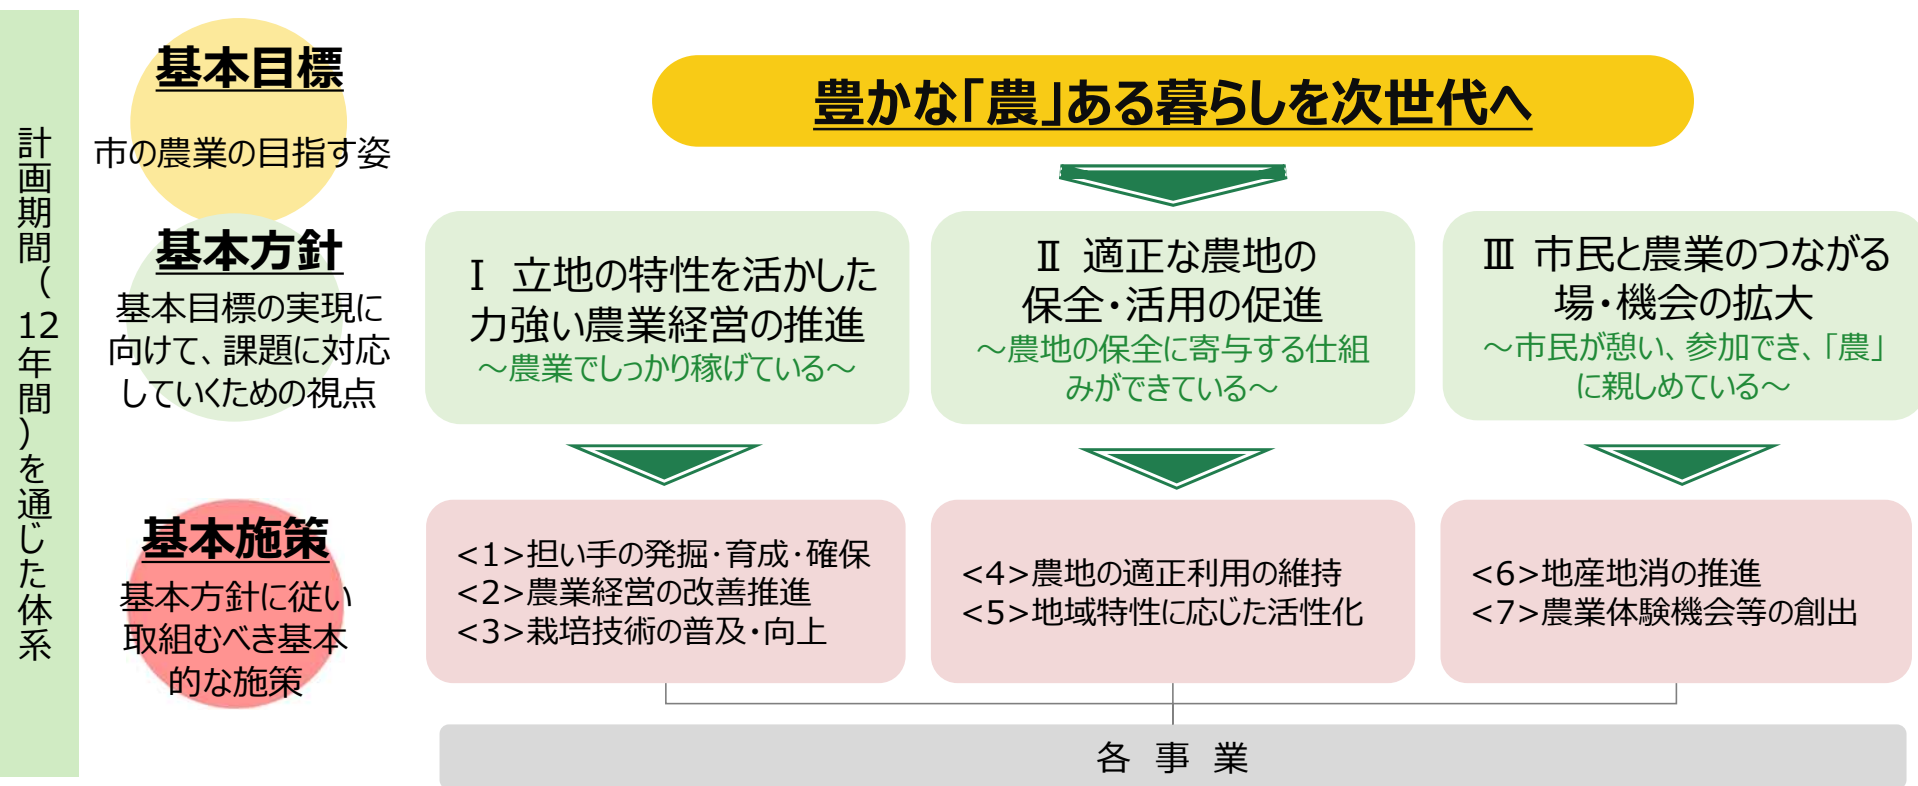 計画期間（12年間）を通じた体系
基本目標
市の農業の目指す姿
豊かな「農」ある暮らしを次世代へ
基本方針
基本目標の実現に
向けて、課題に対応
していくための視点
Ⅰ 立地の特性を活かした
力強い農業経営の推進
～農業でしっかり稼げている～
Ⅱ 適正な農地の
保全・活用の促進
～農地の保全に寄与する仕組
みができている～
Ⅲ 市民と農業のつながる
場・機会の拡大
～市民が憩い、参加でき、「農」
に親しめている～
基本施策
基本方針に従い
取組むべき基本
的な施策
<1>担い手の発掘・育成・確保
<2>農業経営の改善推進
<3>栽培技術の普及・向上
<4>農地の適正利用の維持
<5>地域特性に応じた活性化
<6>地産地消の推進
<7>農業体験機会等の創出
各 事 業